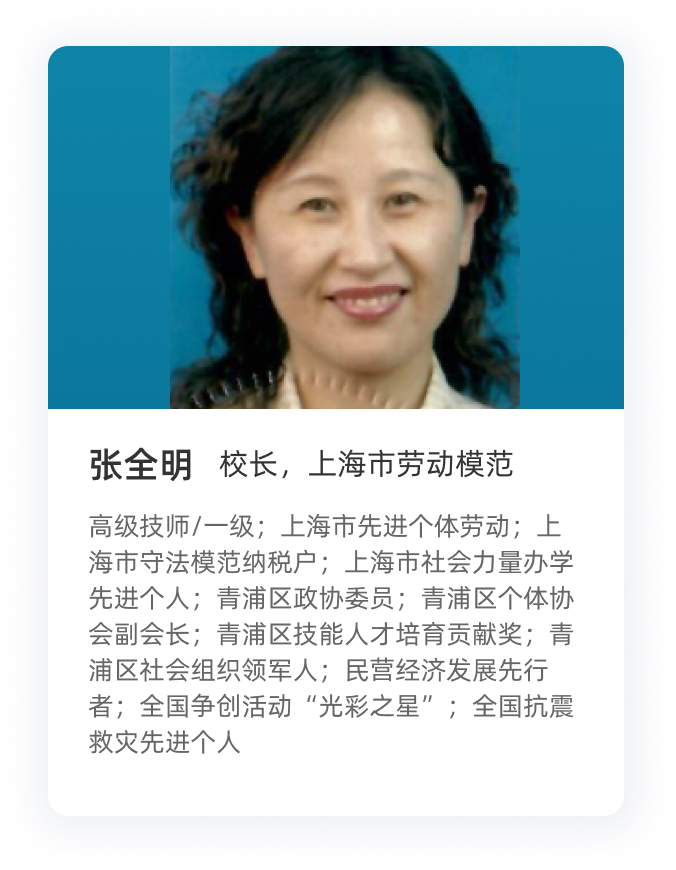 张全明 校长，上海市劳动模范
高级技师/一级；上海市先进个体劳动；上
海市守法模范纳税户；上海市社会力量办学
先进个人；青浦区政协委员；青浦区个体协
会副会长；青浦区技能人才培育贡献奖；青
浦区社会组织领军人；民营经济发展先行
者；全国争创活动“光彩之星”；全国抗震
救灾先进个人